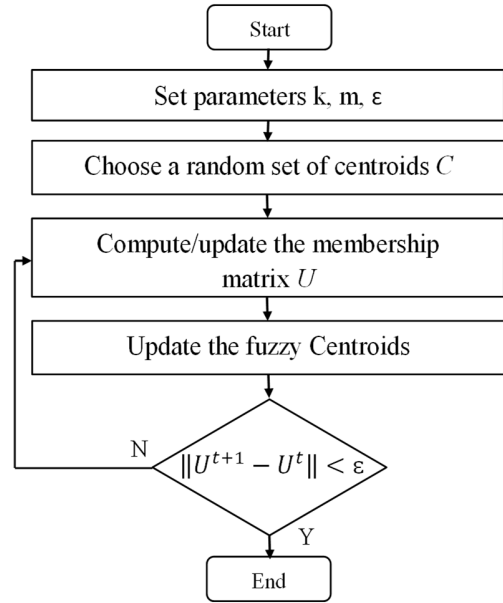 Start
Set parameters k, m, ε
Choose a random set of centroids C
Compute/update the membership
matrix U
Update the fuzzy Centroids
N
‖U^{t+1} − U^t‖ < ε
Y
End